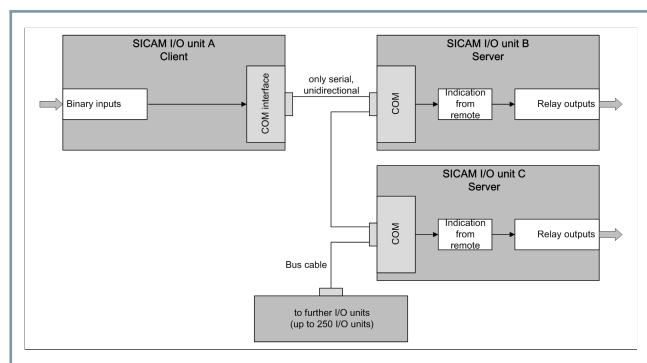 SICAM I/O unit A
Client
Binary inputs
COM interface
only serial,
unidirectional
SICAM I/O unit B
Server
COM
Indication
from
remote
Relay outputs
SICAM I/O unit C
Server
COM
Indication
from
remote
Relay outputs
Bus cable
to further I/O units
(up to 250 I/O units)